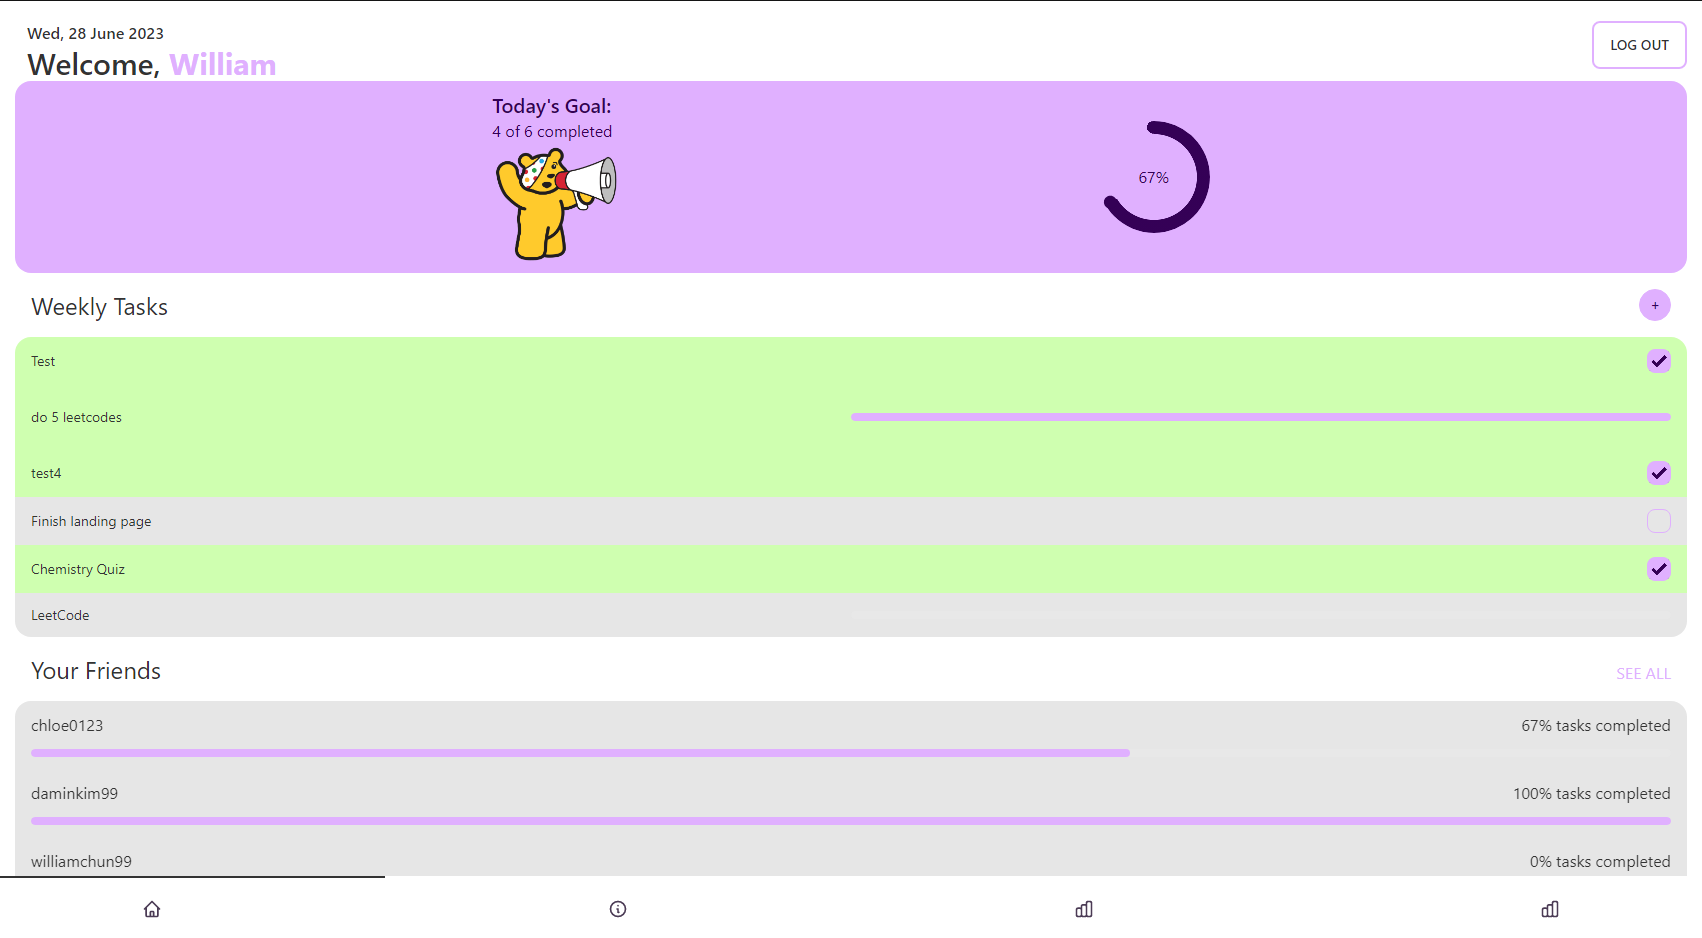 Wed, 28 June 2023
Welcome, William
LOG OUT
Today's Goal:
4 of 6 completed
67%
Weekly Tasks
+
Test
do 5 leetcodes
test4
Finish landing page
Chemistry Quiz
LeetCode
Your Friends
SEE ALL
chloe0123
67% tasks completed
daminkim99
100% tasks completed
williamchun99
0% tasks completed